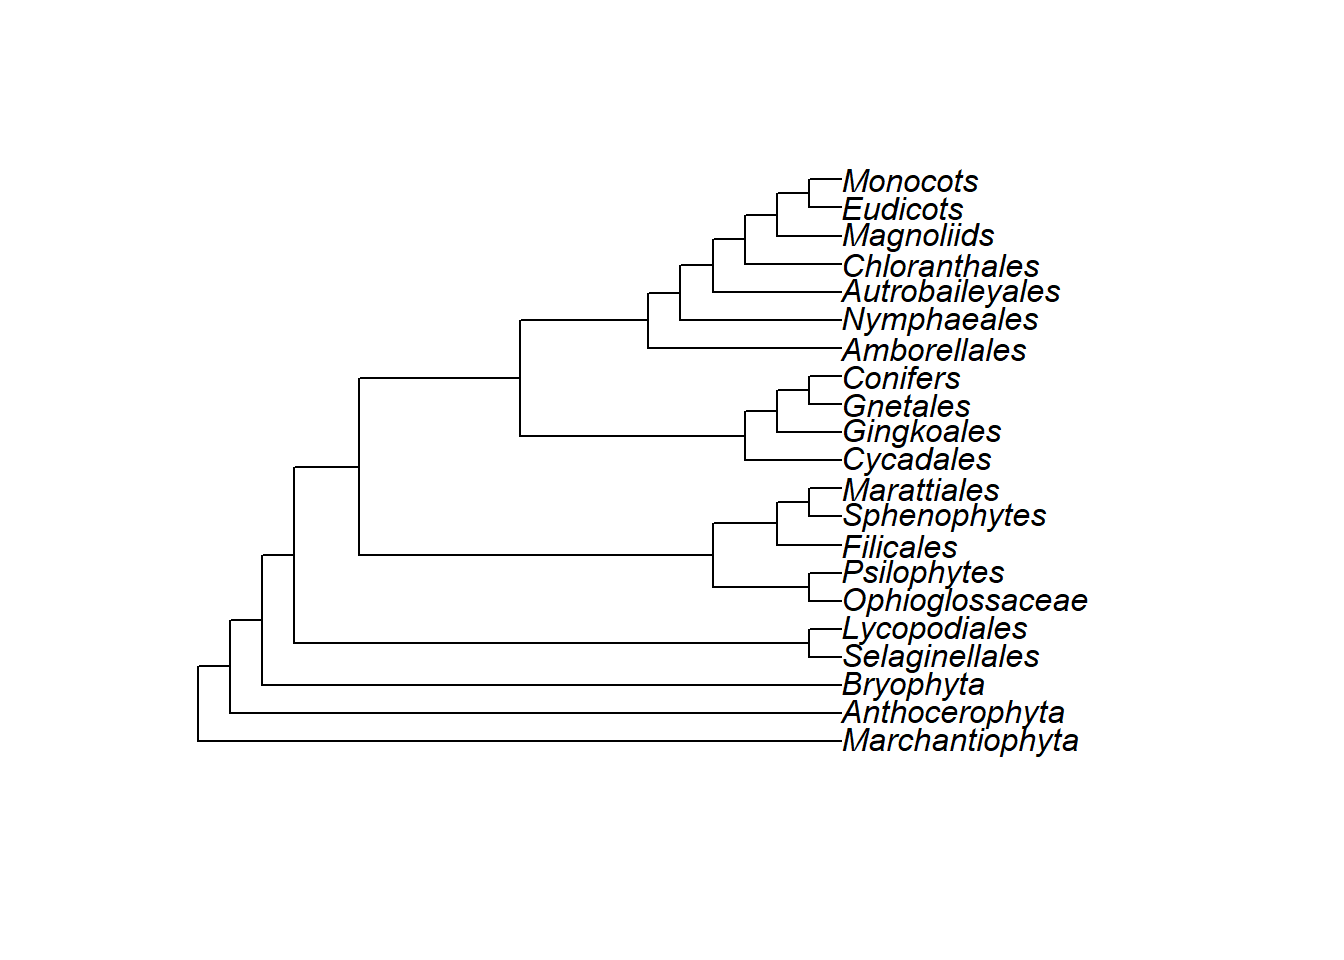 Monocots
Eudicots
Magnoliids
Chloranthales
Autrobaileyales
Nymphaeales
Amborellales
Conifers
Gnetales
Gingkoales
Cycadales
Marattiales
Sphenophytes
Filicales
Psilophytes
Ophioglossaceae
Lycopodiales
Selaginellales
Bryophyta
Anthocerophyta
Marchantiophyta